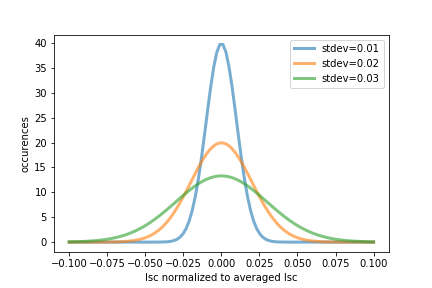 stdev=0.01
stdev=0.02
stdev=0.03
40
35
30
25
20
15
10
5
0
occurences
−0.100 −0.075 −0.050 −0.025 0.000 0.025 0.050 0.075 0.100
Isc normalized to averaged Isc